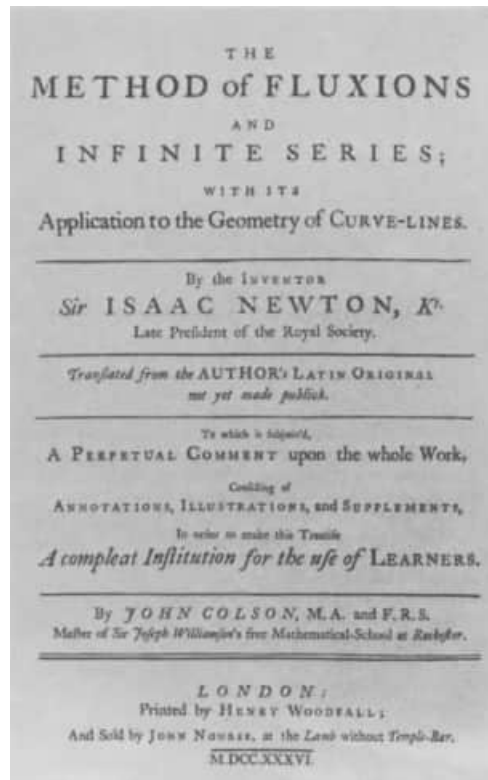 THE
METHOD of FLUXIONS
AND
INFINITE SERIES;
WITH ITS
Application to the Geometry of CURVE-LINES.
By the INVENTOR
Sir ISAAC NEWTON, Kt.
Late Preſident of the Royal Society.
Tranſlated from the AUTHOR's LATIN ORIGINAL
not yet made publick.
To which is ſubjoin'd,
A PERPETUAL COMMENT upon the whole Work,
Conſiſting of
ANNOTATIONS, ILLUSTRATIONS, and SUPPLEMENTS,
In order to make this Treatiſe
A compleat Inſtitution for the uſe of LEARNERS.
By JOHN COLSON, M.A. and F.R.S.
Maſter of Sir Joſeph Williamſon's free Mathematical-School at Rocheſter.
LONDON:
Printed by HENRY WOODFALL;
And Sold by JOHN NOURSE, at the Lamb without Temple-Bar.
M.DCC.XXXVI.